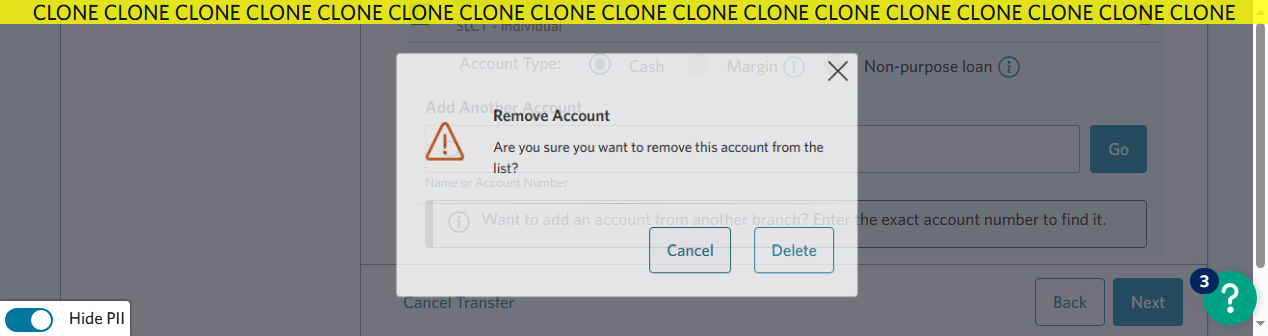 CLONE CLONE CLONE CLONE CLONE CLONE CLONE CLONE CLONE CLONE CLONE CLONE CLONE CLONE CLONE CLONE CLONE
SLCT - Individual
Account Type: Cash Margin Non-purpose loan
Add Another Account
Remove Account
Are you sure you want to remove this account from the
list?
Go
Name or Account Number
Want to add an account from another branch? Enter the exact account number to find it.
Cancel Delete
Cancel Transfer
Back Next
3
?
Hide PII